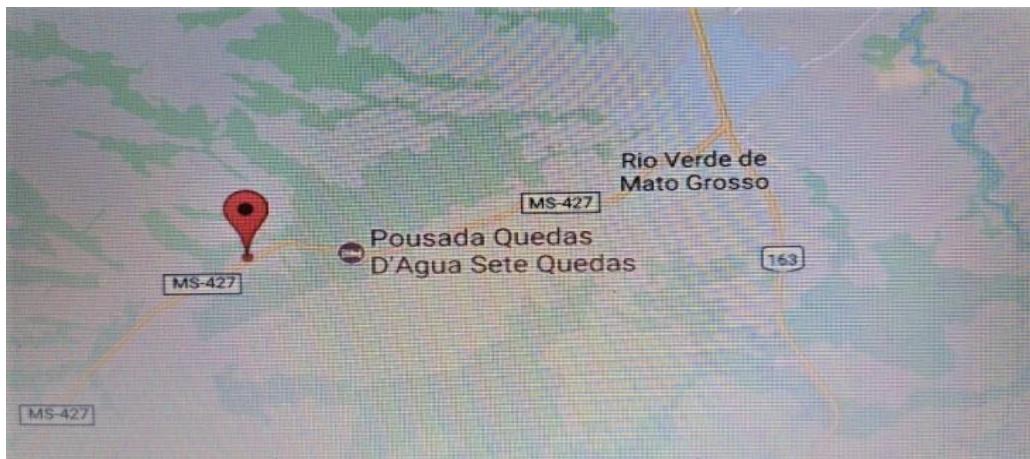 Rio Verde de
Mato Grosso
MS-427
Pousada Quedas
D'Agua Sete Quedas
163
MS-427
MS-427